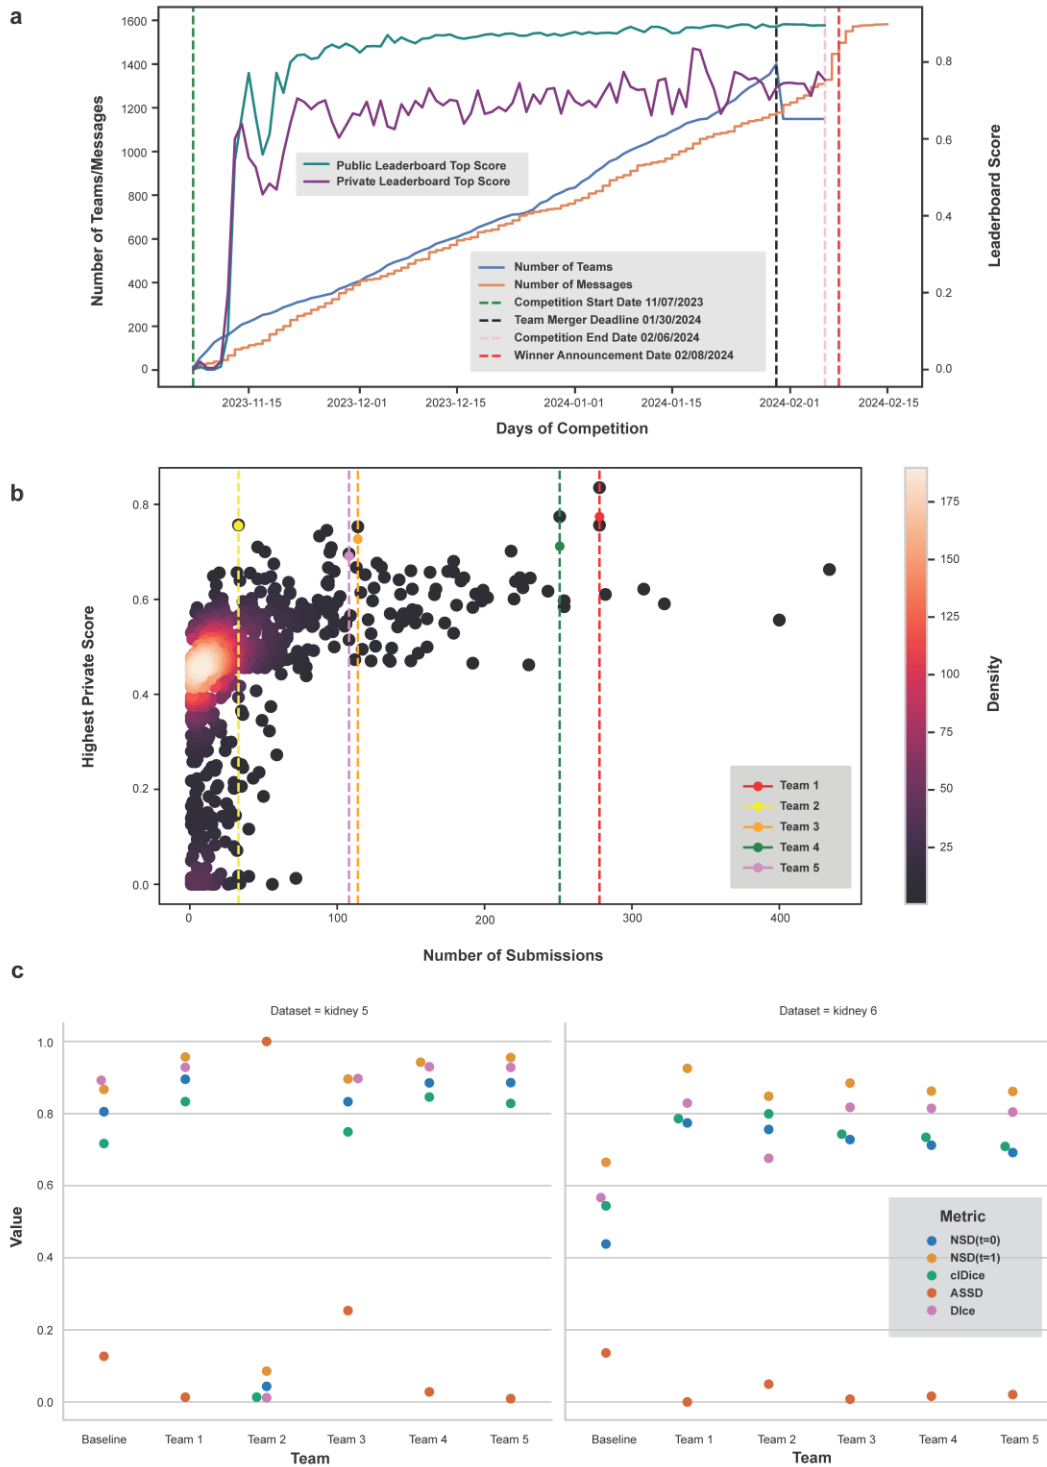 a
1600
1400
1200
1000
800
600
400
200
0
Number of Teams/Messages
0.8
0.6
0.4
0.2
0.0
Leaderboard Score
Public Leaderboard Top Score
Private Leaderboard Top Score
Number of Teams
Number of Messages
Competition Start Date 11/07/2023
Team Merger Deadline 01/30/2024
Competition End Date 02/06/2024
Winner Announcement Date 02/08/2024
2023-11-15 2023-12-01 2023-12-15 2024-01-01 2024-01-15 2024-02-01 2024-02-15
Days of Competition
b
0.8
0.6
0.4
0.2
0.0
Highest Private Score
Team 1
Team 2
Team 3
Team 4
Team 5
0 100 200 300 400
Number of Submissions
175
150
125
100
75
50
25
Density
c
Dataset = kidney 5
Dataset = kidney 6
1.0
0.8
0.6
0.4
0.2
0.0
Value
Metric
NSD(t=0)
NSD(t=1)
clDice
ASSD
DIce
Baseline Team 1 Team 2 Team 3 Team 4 Team 5
Team
Baseline Team 1 Team 2 Team 3 Team 4 Team 5
Team